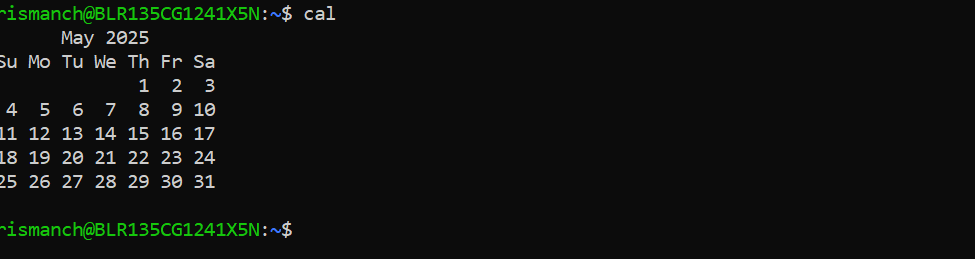 rismanch@BLR135CG1241X5N:~$ cal
      May 2025
Su Mo Tu We Th Fr Sa
             1  2  3
 4  5  6  7  8  9 10
11 12 13 14 15 16 17
18 19 20 21 22 23 24
25 26 27 28 29 30 31
rismanch@BLR135CG1241X5N:~$